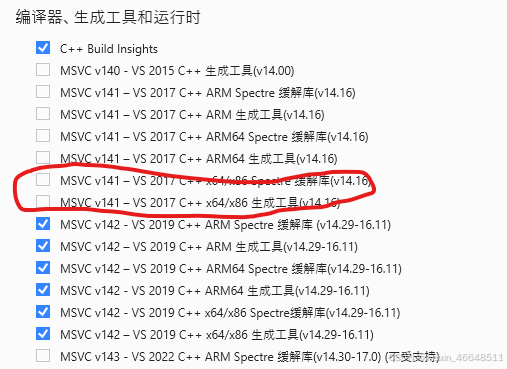 编译器、生成工具和运行时
C++ Build Insights
MSVC v140 - VS 2015 C++ 生成工具(v14.00)
MSVC v141 – VS 2017 C++ ARM Spectre 缓解库(v14.16)
MSVC v141 – VS 2017 C++ ARM 生成工具(v14.16)
MSVC v141 – VS 2017 C++ ARM64 Spectre 缓解库(v14.16)
MSVC v141 – VS 2017 C++ ARM64 生成工具(v14.16)
MSVC v141 – VS 2017 C++ x64/x86 Spectre 缓解库(v14.16)
MSVC v141 – VS 2017 C++ x64/x86 生成工具(v14.16)
MSVC v142 - VS 2019 C++ ARM Spectre 缓解库 (v14.29-16.11)
MSVC v142 - VS 2019 C++ ARM 生成工具(v14.29-16.11)
MSVC v142 – VS 2019 C++ ARM64 Spectre 缓解库(v14.29-16.11)
MSVC v142 - VS 2019 C++ ARM64 生成工具(v14.29-16.11)
MSVC v142 - VS 2019 C++ x64/x86 Spectre缓解库(v14.29-16.11)
MSVC v142 – VS 2019 C++ x64/x86 生成工具(v14.29-16.11)
MSVC v143 - VS 2022 C++ ARM Spectre 缓解库(v14.30-17.0) (不受支持)